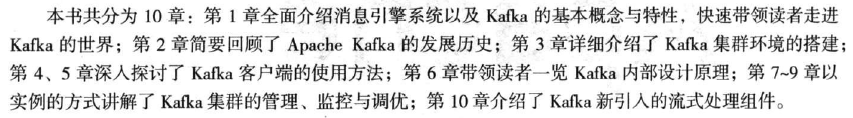 本书共分为 10 章：第 1 章全面介绍消息引擎系统以及 Kafka 的基本概念与特性，快速带领读者走进
Kafka 的世界；第 2 章简要回顾了 Apache Kafka 的发展历史；第 3 章详细介绍了 Kafka 集群环境的搭建；
第 4、5 章深入探讨了 Kafka 客户端的使用方法；第 6 章带领读者一览 Kafka 内部设计原理；第 7~9 章以
实例的方式讲解了 Kafka 集群的管理、监控与调优；第 10 章介绍了 Kafka 新引入的流式处理组件。